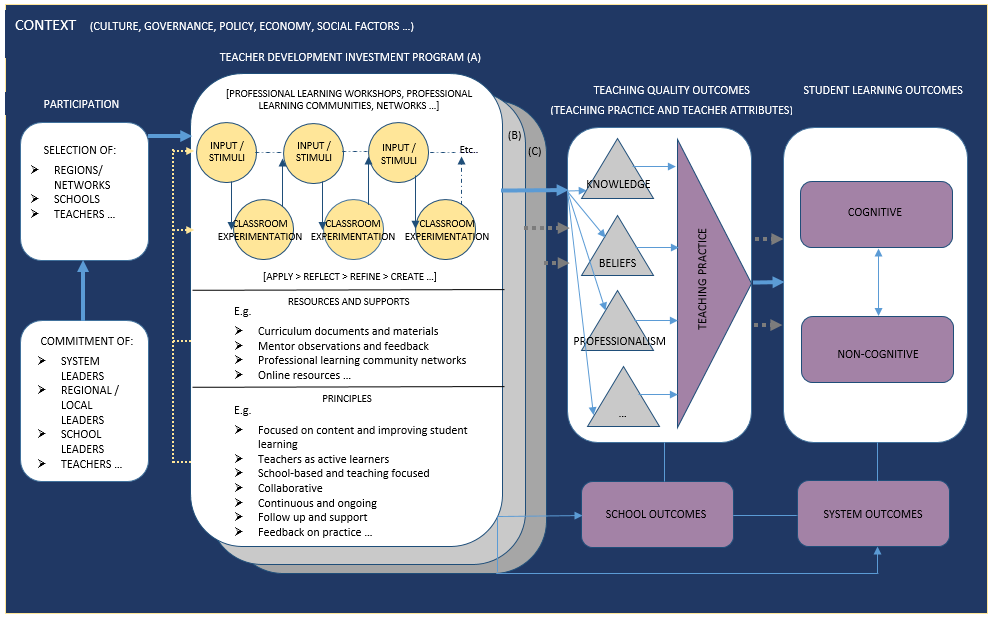 CONTEXT (CULTURE, GOVERNANCE, POLICY, ECONOMY, SOCIAL FACTORS ...)
TEACHER DEVELOPMENT INVESTMENT PROGRAM (A)
PARTICIPATION
SELECTION OF:
REGIONS/
NETWORKS
SCHOOLS
TEACHERS ...
COMMITMENT OF:
SYSTEM
LEADERS
REGIONAL /
LOCAL
LEADERS
SCHOOL
LEADERS
TEACHERS ...
[PROFESSIONAL LEARNING WORKSHOPS, PROFESSIONAL
LEARNING COMMUNITIES, NETWORKS ...]
INPUT /
STIMULI
INPUT /
STIMULI
INPUT /
STIMULI
Etc..
CLASSROOM
EXPERIMENTATION
CLASSROOM
EXPERIMENTATION
CLASSROOM
EXPERIMENTATION
[APPLY > REFLECT > REFINE > CREATE ...]
RESOURCES AND SUPPORTS
E.g.
Curriculum documents and materials
Mentor observations and feedback
Professional learning community networks
Online resources ...
PRINCIPLES
E.g.
Focused on content and improving student
learning
Teachers as active learners
School-based and teaching focused
Collaborative
Continuous and ongoing
Follow up and support
Feedback on practice ...
(B)
(C)
TEACHING QUALITY OUTCOMES
(TEACHING PRACTICE AND TEACHER ATTRIBUTES)
KNOWLEDGE
BELIEFS
PROFESSIONALISM
...
TEACHING PRACTICE
STUDENT LEARNING OUTCOMES
COGNITIVE
NON-COGNITIVE
SCHOOL OUTCOMES
SYSTEM OUTCOMES